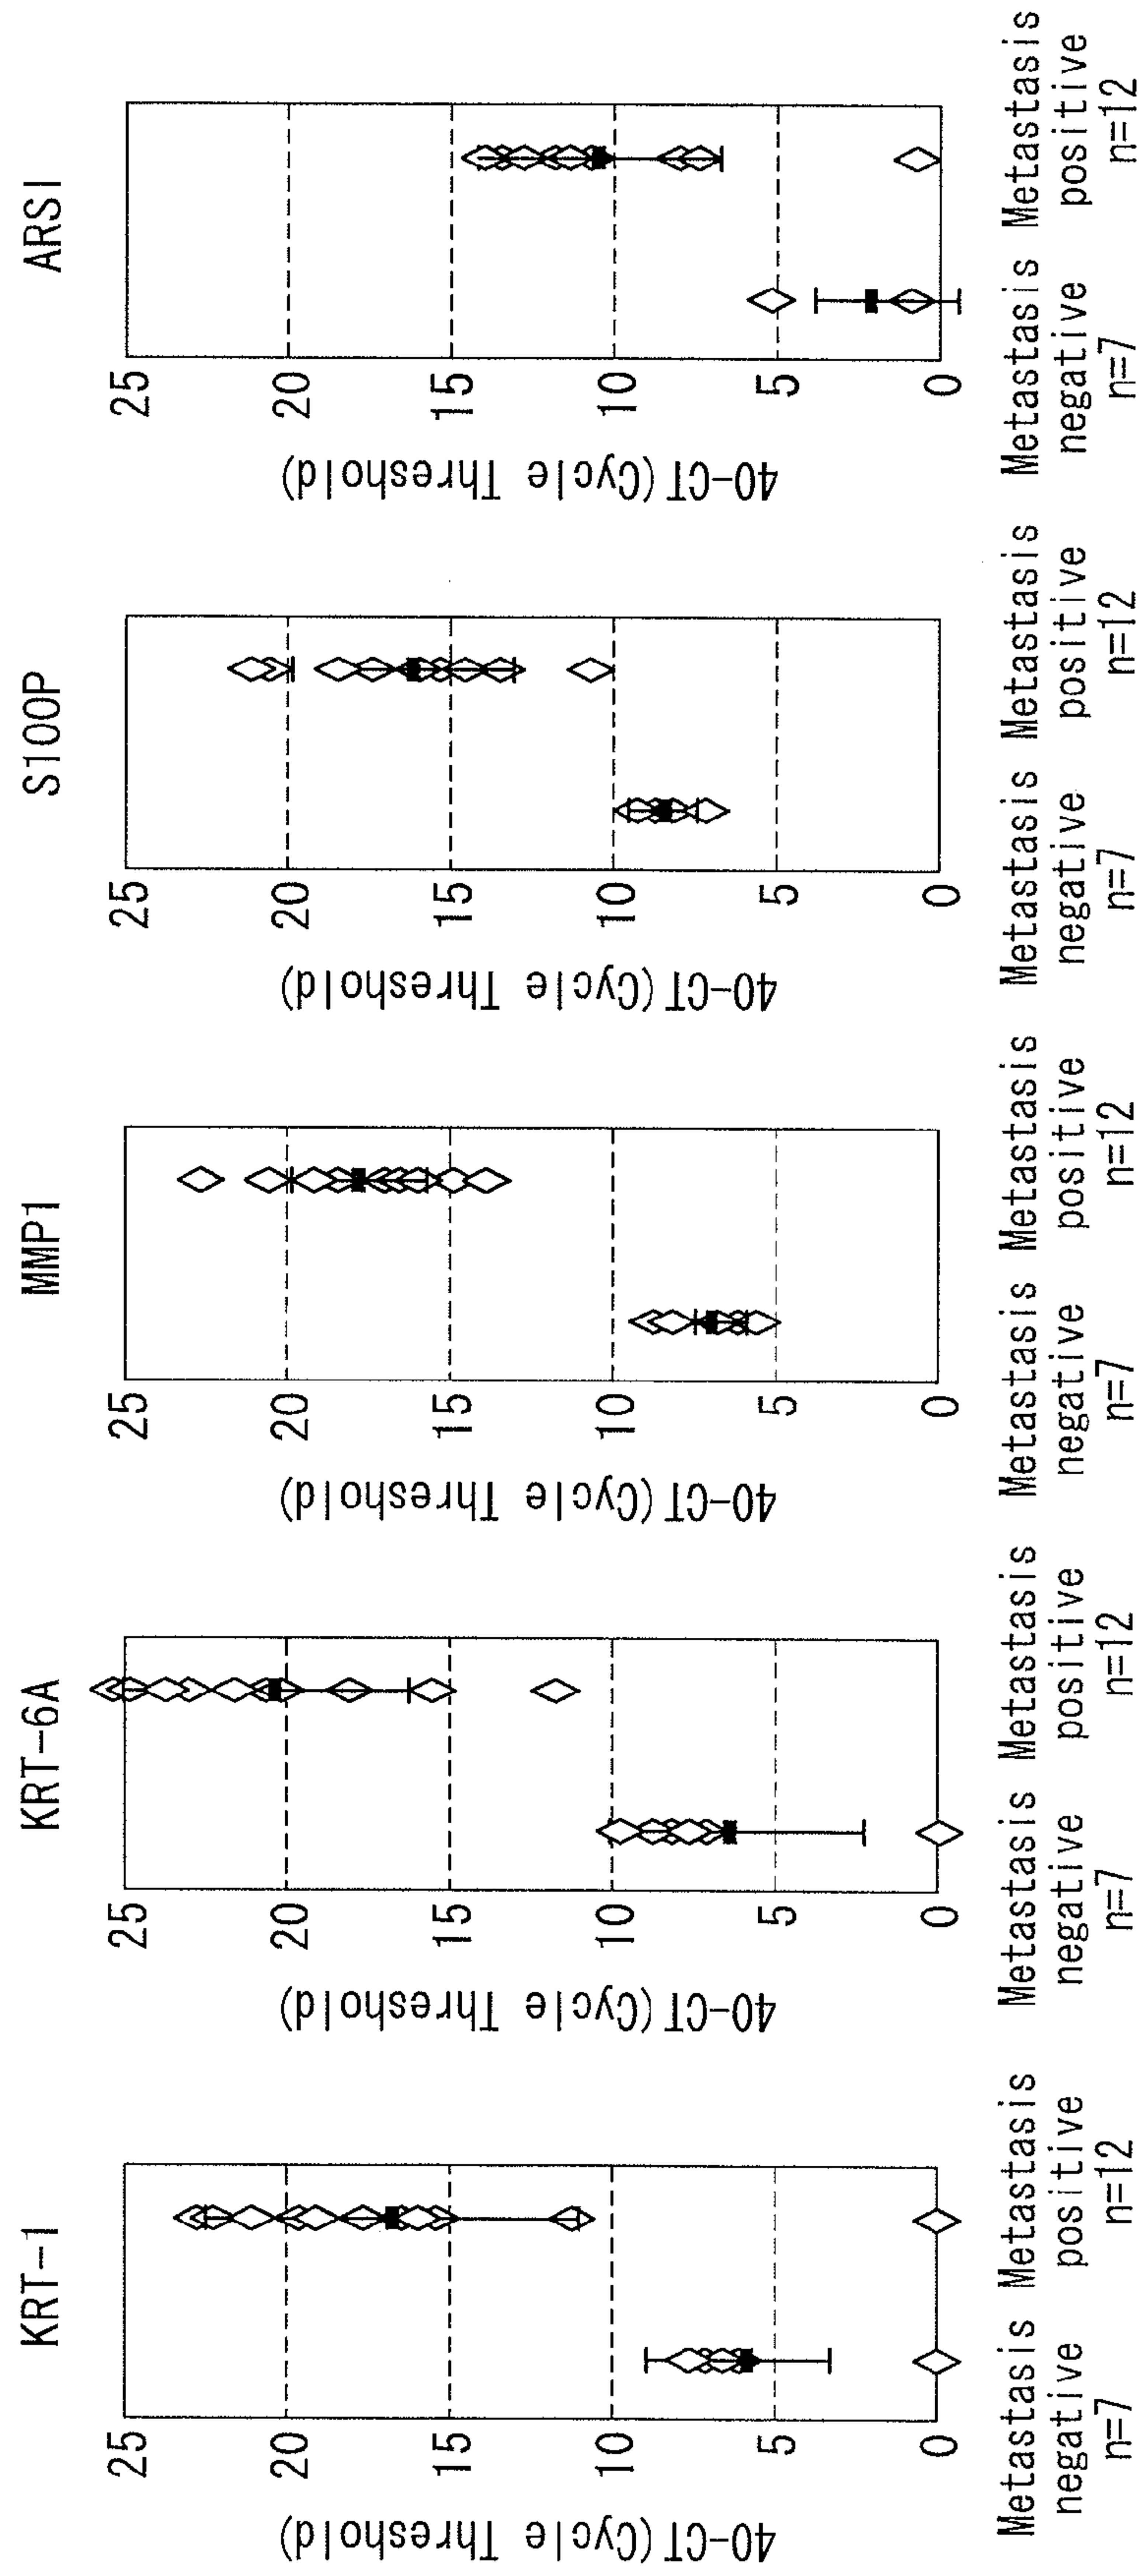 KRT-1
40-CT(Cycle Threshold)
25
20
15
10
5
0
Metastasis negative n=7
Metastasis positive n=12
KRT-6A
40-CT(Cycle Threshold)
25
20
15
10
5
0
Metastasis negative n=7
Metastasis positive n=12
MMP1
40-CT(Cycle Threshold)
25
20
15
10
5
0
Metastasis negative n=7
Metastasis positive n=12
S100P
40-CT(Cycle Threshold)
25
20
15
10
5
0
Metastasis negative n=7
Metastasis positive n=12
ARSI
40-CT(Cycle Threshold)
25
20
15
10
5
0
Metastasis negative n=7
Metastasis positive n=12